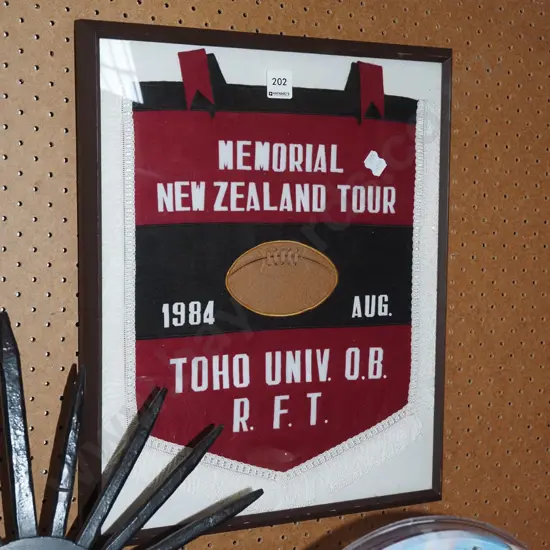 202
MEMORIAL
NEW ZEALAND TOUR
1984 AUG.
TOHO UNIV. O.B.
R. F. T.